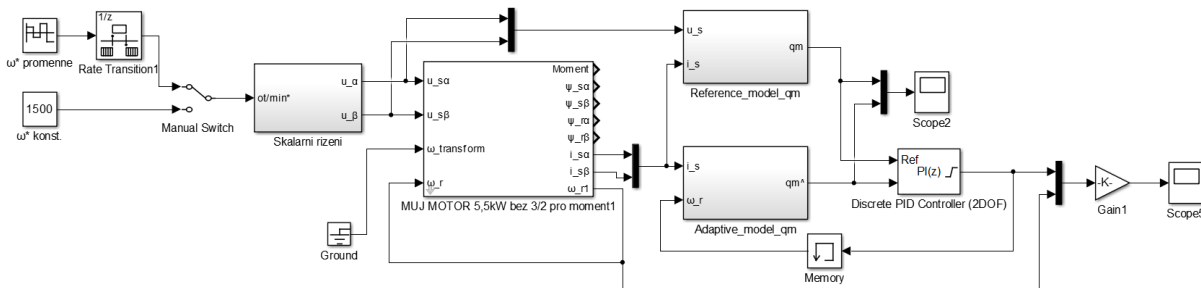 1/z
ω* promenne
Rate Transition1
1500
ω* konst.
Manual Switch
ot/min*
u_α
u_β
Skalarni rizeni
u_sα
u_sβ
ω_transform
ω_r
Moment
ψ_sα
ψ_sβ
ψ_rα
ψ_rβ
i_sα
i_sβ
ω_r1
MUJ MOTOR 5,5kW bez 3/2 pro moment1
Ground
u_s
i_s
qm
Reference_model_qm
i_s
ω_r
qm^
Adaptive_model_qm
Scope2
Ref
PI(z)
Discrete PID Controller (2DOF)
Memory
-K-
Gain1
Scope5